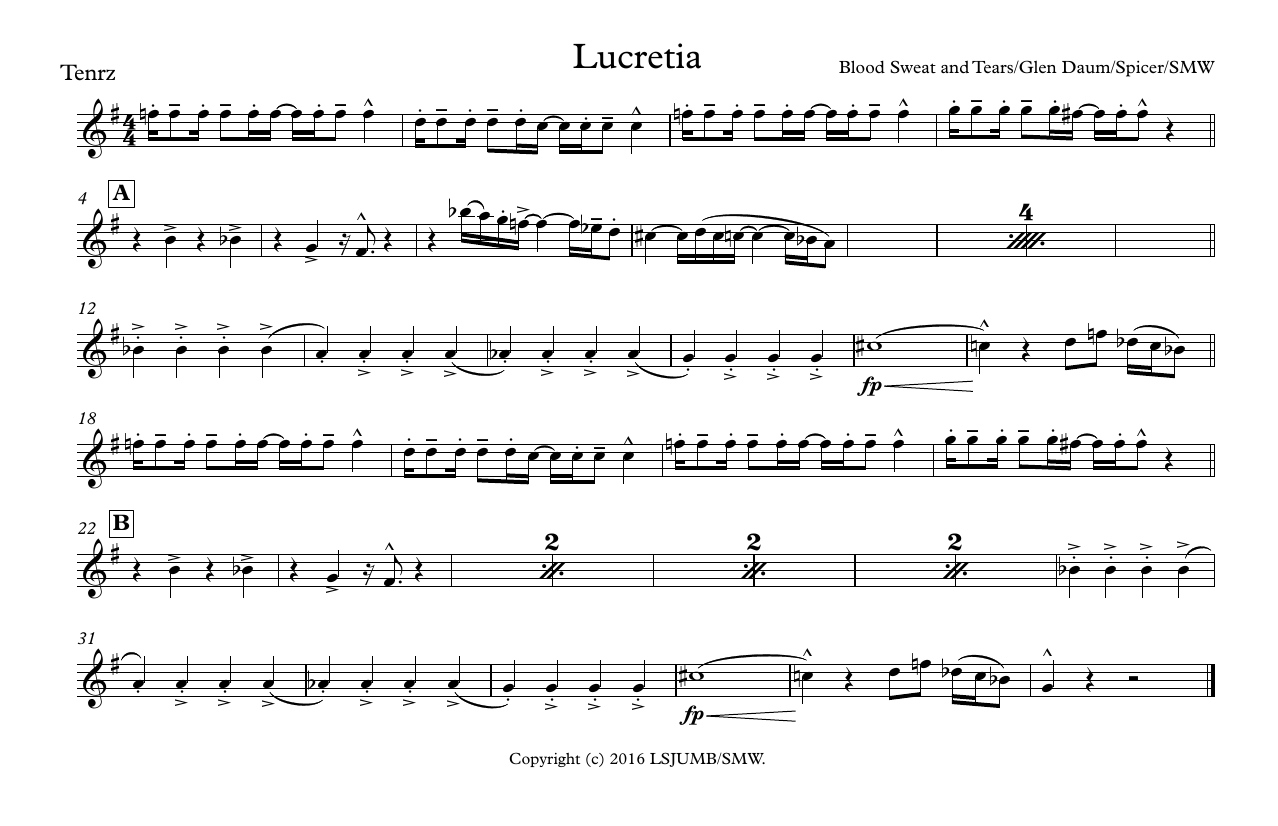 Lucretia
Tenrz
Blood Sweat and Tears/Glen Daum/Spicer/SMW
4
4
4 A
4
12
fp
18
22 B
2 2 2
31
fp
Copyright (c) 2016 LSJUMB/SMW.